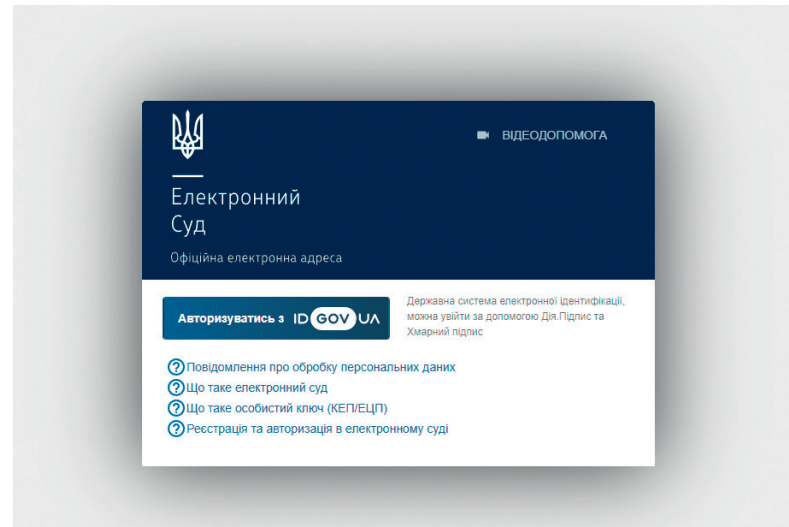 ВІДЕОДОПОМОГА
Електронний
Суд
Офіційна електронна адреса
Авторизуватись з ID GOV UA
Державна система електронної ідентифікації,
можна увійти за допомогою Дія.Підпис та
Хмарний підпис
Повідомлення про обробку персональних даних
Що таке електронний суд
Що таке особистий ключ (КЕП/ЕЦП)
Реєстрація та авторизація в електронному суді